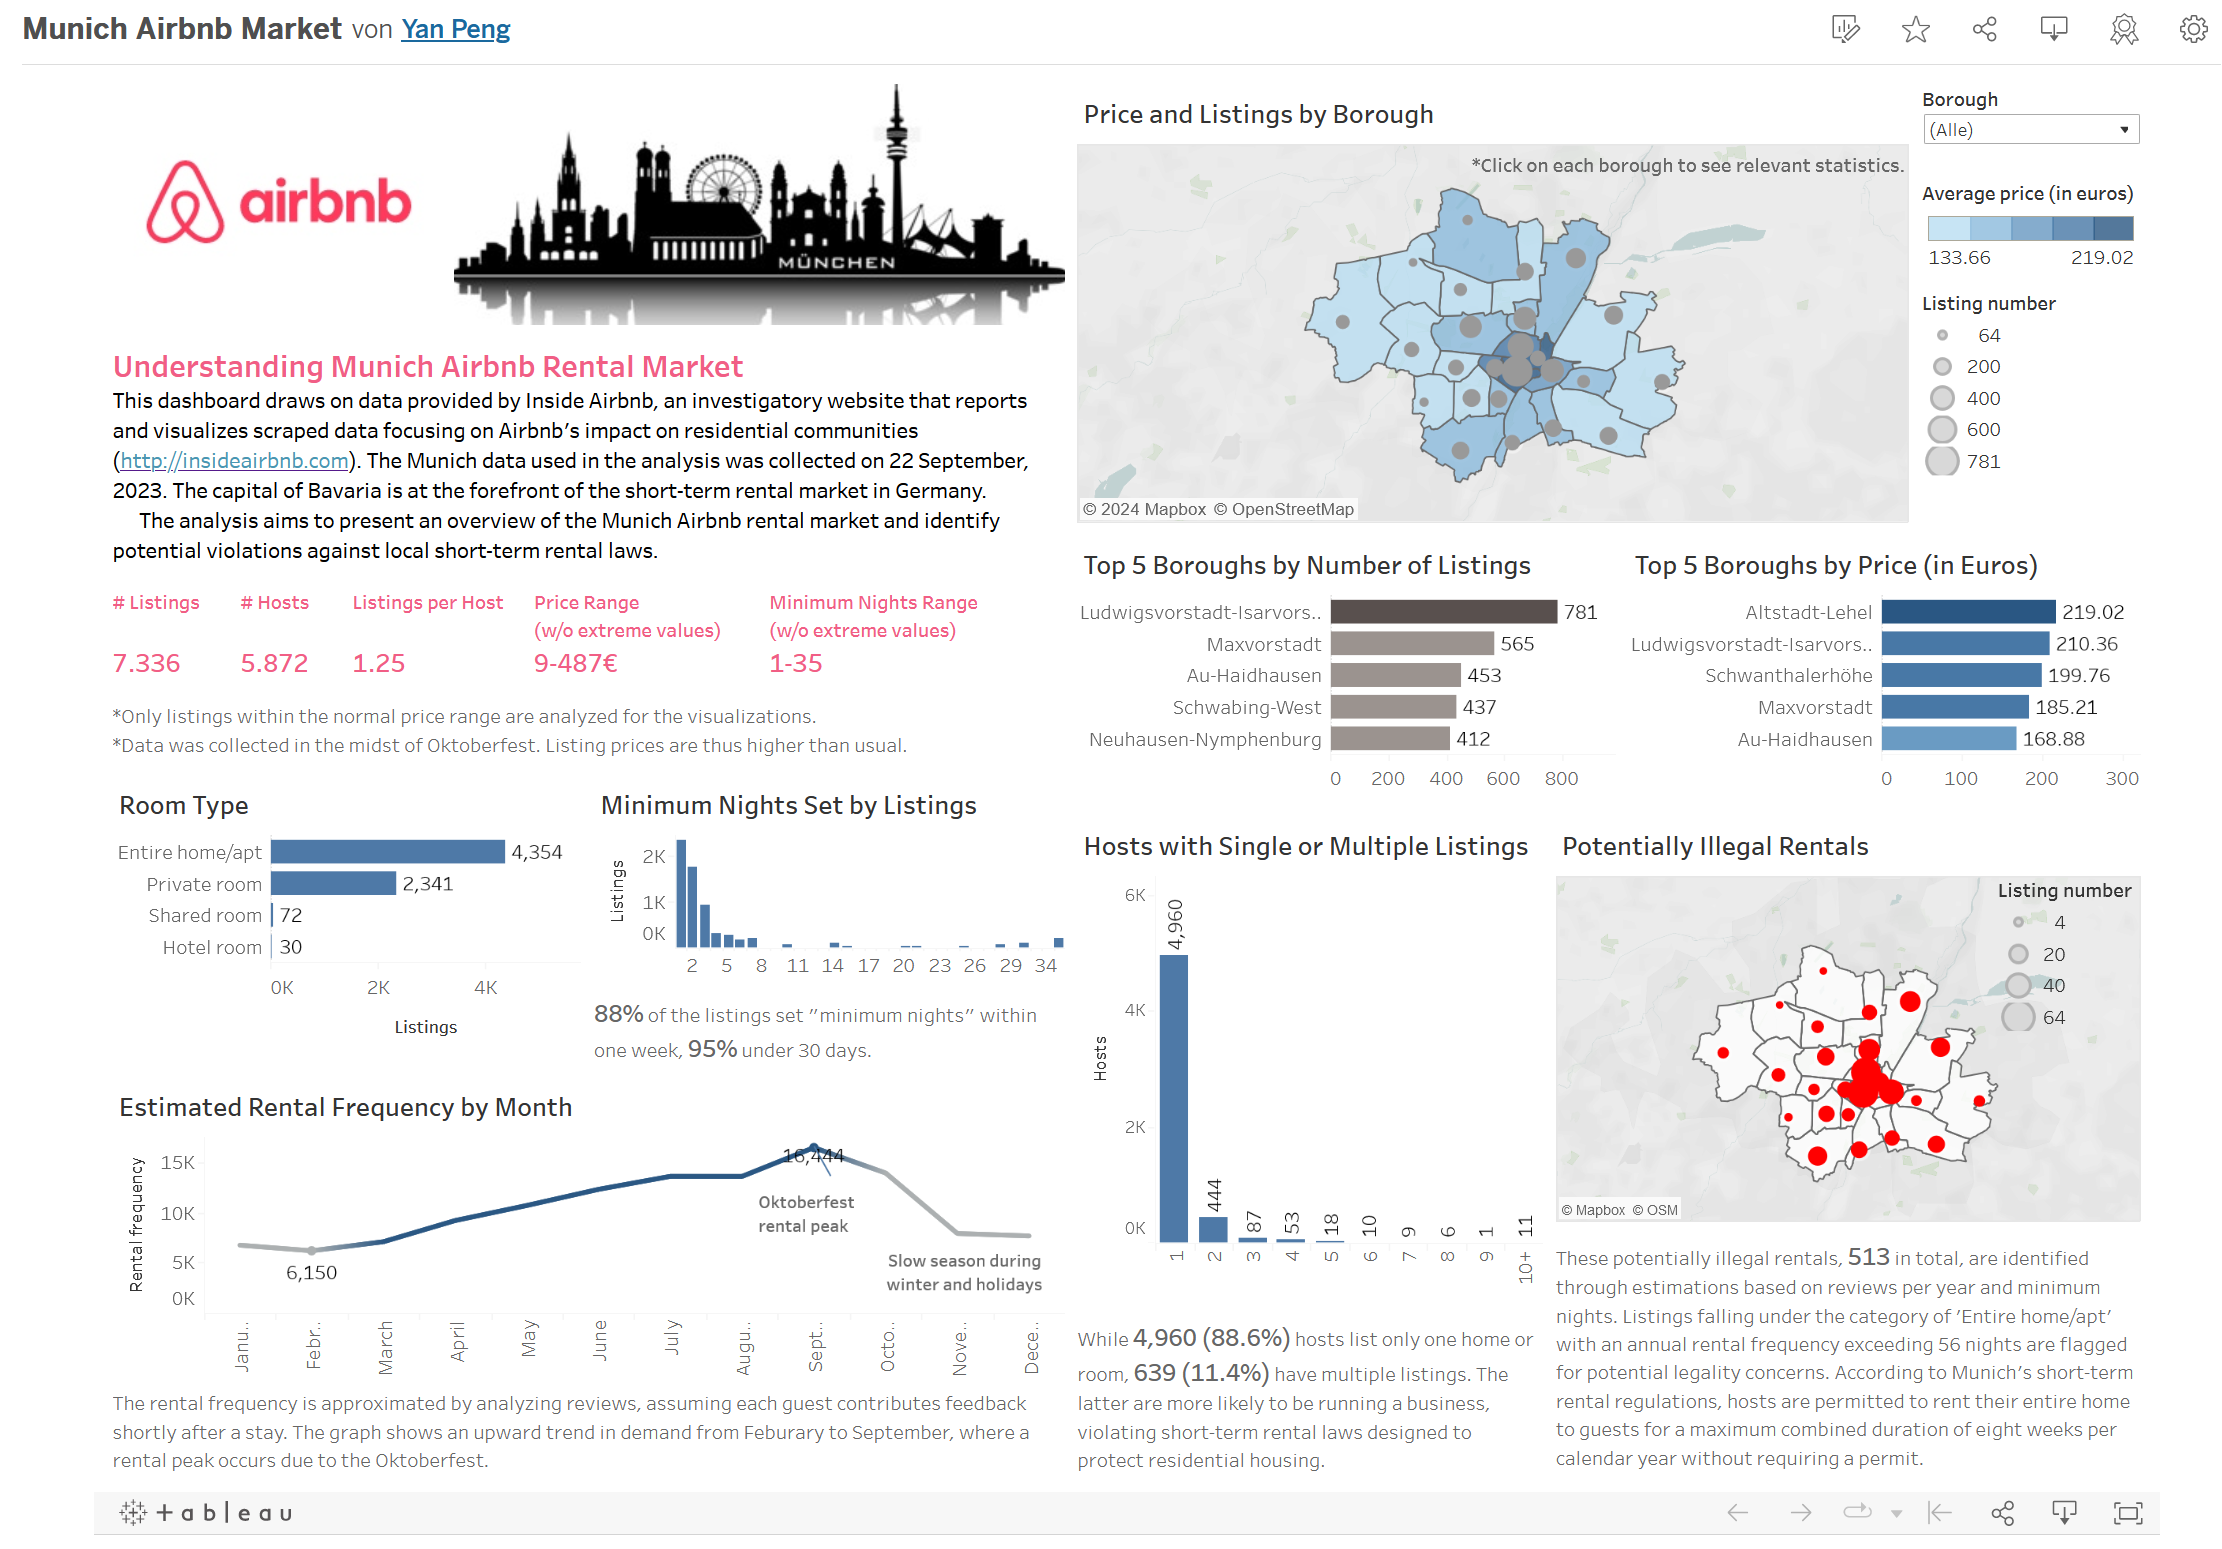 Munich Airbnb Market von Yan Peng
airbnb
MÜNCHEN
Understanding Munich Airbnb Rental Market
This dashboard draws on data provided by Inside Airbnb, an investigatory website that reports
and visualizes scraped data focusing on Airbnb's impact on residential communities
(http://insideairbnb.com). The Munich data used in the analysis was collected on 22 September,
2023. The capital of Bavaria is at the forefront of the short-term rental market in Germany.
The analysis aims to present an overview of the Munich Airbnb rental market and identify
potential violations against local short-term rental laws.
# Listings
7.336
# Hosts
5.872
Listings per Host
1.25
Price Range
(w/o extreme values)
9-487€
Minimum Nights Range
(w/o extreme values)
1-35
*Only listings within the normal price range are analyzed for the visualizations.
*Data was collected in the midst of Oktoberfest. Listing prices are thus higher than usual.
Room Type
Entire home/apt 4,354
Private room 2,341
Shared room 72
Hotel room 30
0K 2K 4K
Listings
Minimum Nights Set by Listings
Listings
2K
1K
0K
2 5 8 11 14 17 20 23 26 29 34
88% of the listings set "minimum nights" within
one week, 95% under 30 days.
Estimated Rental Frequency by Month
Rental frequency
15K
10K
5K
0K
16,444
Oktoberfest
rental peak
6,150
Slow season during
winter and holidays
Janu.. Febr.. March April May June July Augu.. Sept.. Octo.. Nove.. Dece..
The rental frequency is approximated by analyzing reviews, assuming each guest contributes feedback
shortly after a stay. The graph shows an upward trend in demand from Feburary to September, where a
rental peak occurs due to the Oktoberfest.
Price and Listings by Borough
*Click on each borough to see relevant statistics.
© 2024 Mapbox © OpenStreetMap
Borough
(Alle)
Average price (in euros)
133.66 219.02
Listing number
64
200
400
600
781
Top 5 Boroughs by Number of Listings
Ludwigsvorstadt-Isarvors.. 781
Maxvorstadt 565
Au-Haidhausen 453
Schwabing-West 437
Neuhausen-Nymphenburg 412
0 200 400 600 800
Top 5 Boroughs by Price (in Euros)
Altstadt-Lehel 219.02
Ludwigsvorstadt-Isarvors.. 210.36
Schwanthalerhöhe 199.76
Maxvorstadt 185.21
Au-Haidhausen 168.88
0 100 200 300
Hosts with Single or Multiple Listings
Hosts
6K
4K
2K
0K
4,960 444 87 53 18 10 9 6 1 11
1 2 3 4 5 6 7 8 9 10+
While 4,960 (88.6%) hosts list only one home or
room, 639 (11.4%) have multiple listings. The
latter are more likely to be running a business,
violating short-term rental laws designed to
protect residential housing.
Potentially Illegal Rentals
Listing number
4
20
40
64
© Mapbox © OSM
These potentially illegal rentals, 513 in total, are identified
through estimations based on reviews per year and minimum
nights. Listings falling under the category of 'Entire home/apt'
with an annual rental frequency exceeding 56 nights are flagged
for potential legality concerns. According to Munich's short-term
rental regulations, hosts are permitted to rent their entire home
to guests for a maximum combined duration of eight weeks per
calendar year without requiring a permit.
+ a b l e a u